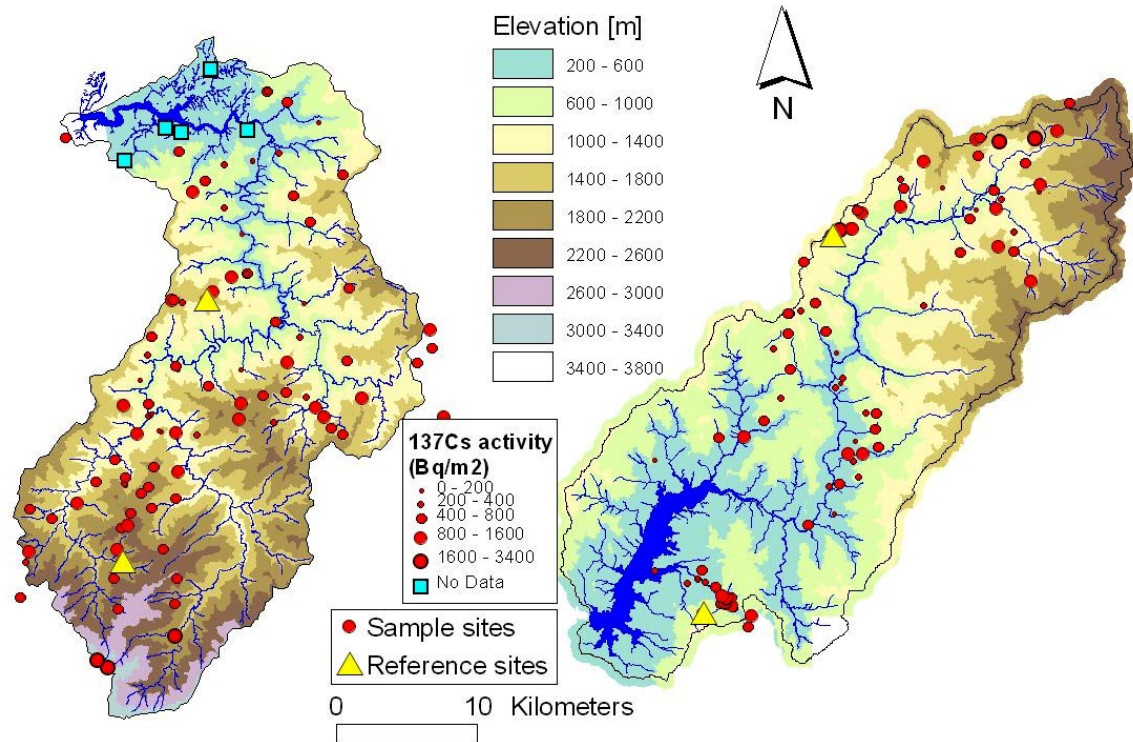 Elevation [m]
200 - 600
600 - 1000
1000 - 1400
1400 - 1800
1800 - 2200
2200 - 2600
2600 - 3000
3000 - 3400
3400 - 3800
N
137Cs activity
(Bq/m2)
0 - 200
200 - 400
400 - 800
800 - 1600
1600 - 3400
No Data
Sample sites
Reference sites
0 10 Kilometers